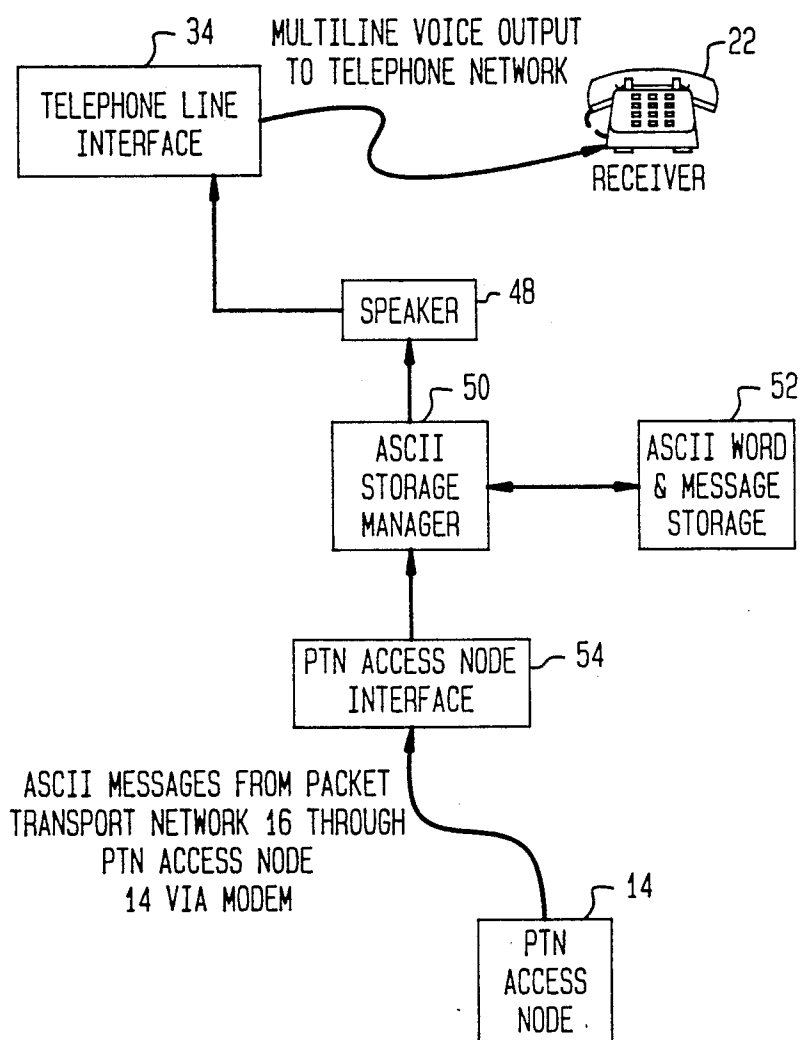 34
MULTILINE VOICE OUTPUT
TO TELEPHONE NETWORK
22
TELEPHONE LINE
INTERFACE
RECEIVER
SPEAKER
48
50
52
ASCII
STORAGE
MANAGER
ASCII WORD
& MESSAGE
STORAGE
PTN ACCESS NODE
INTERFACE
54
ASCII MESSAGES FROM PACKET
TRANSPORT NETWORK 16 THROUGH
PTN ACCESS NODE
14 VIA MODEM
14
PTN
ACCESS
NODE